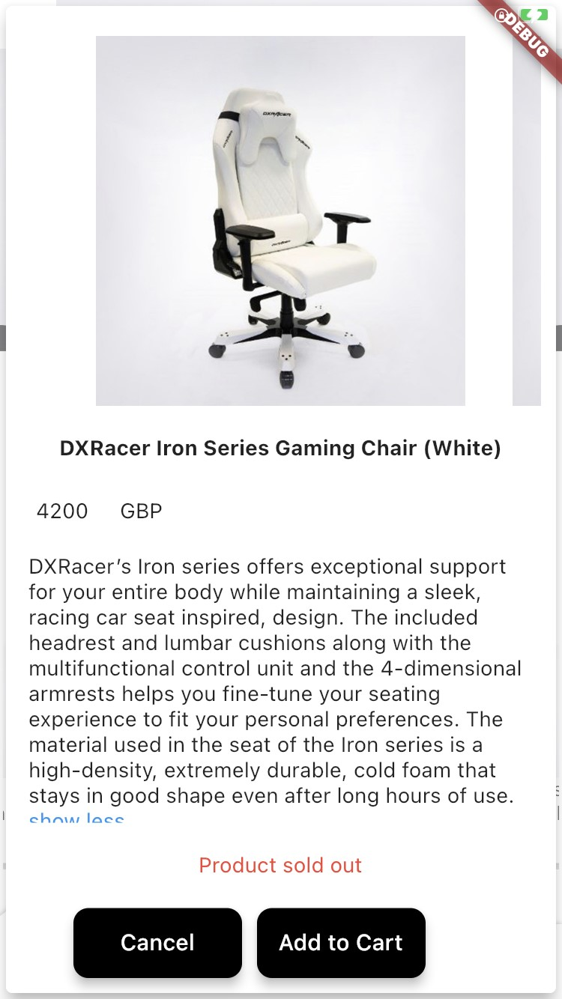 DEBUG
DXRACER
DXRacer Iron Series Gaming Chair (White)
4200 GBP
DXRacer’s Iron series offers exceptional support
for your entire body while maintaining a sleek,
racing car seat inspired, design. The included
headrest and lumbar cushions along with the
multifunctional control unit and the 4-dimensional
armrests helps you fine-tune your seating
experience to fit your personal preferences. The
material used in the seat of the Iron series is a
high-density, extremely durable, cold foam that
stays in good shape even after long hours of use.
show less
Product sold out
Cancel
Add to Cart